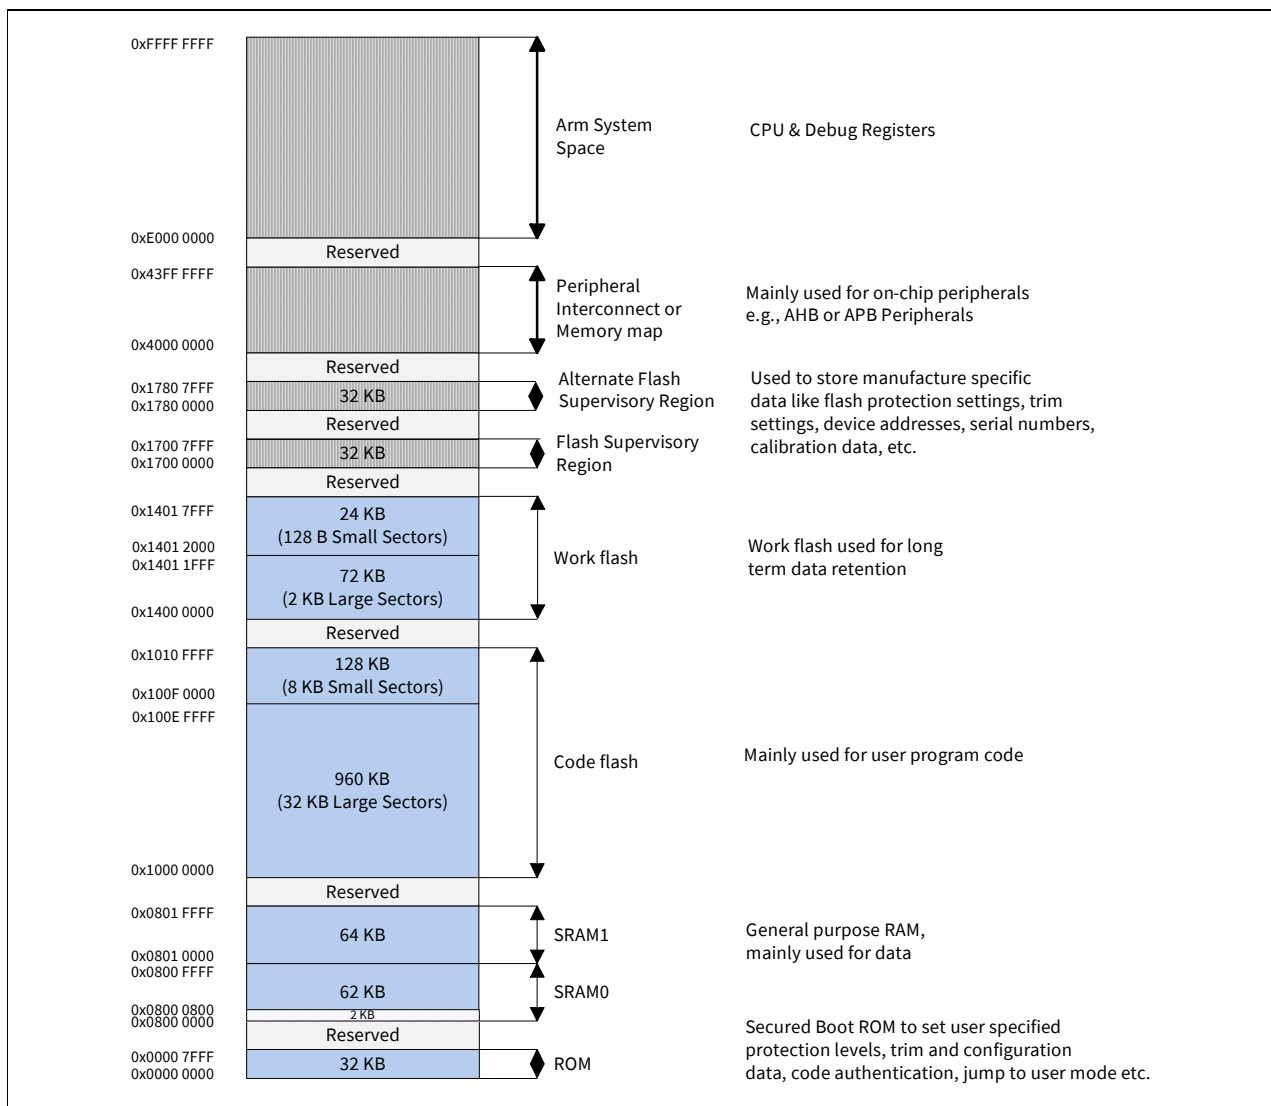 0xFFFF FFFF
Arm System
Space
CPU & Debug Registers
0xE000 0000
Reserved
0x43FF FFFF
Peripheral
Interconnect or
Memory map
Mainly used for on-chip peripherals
e.g., AHB or APB Peripherals
0x4000 0000
Reserved
0x1780 7FFF
0x1780 0000
32 KB
Alternate Flash
Supervisory Region
Used to store manufacture specific
data like flash protection settings, trim
settings, device addresses, serial numbers,
calibration data, etc.
Reserved
0x1700 7FFF
0x1700 0000
32 KB
Flash Supervisory
Region
Reserved
0x1401 7FFF
24 KB
(128 B Small Sectors)
0x1401 2000
0x1401 1FFF
72 KB
(2 KB Large Sectors)
0x1400 0000
Work flash
Work flash used for long
term data retention
Reserved
0x1010 FFFF
128 KB
(8 KB Small Sectors)
0x100F 0000
0x100E FFFF
960 KB
(32 KB Large Sectors)
0x1000 0000
Code flash
Mainly used for user program code
Reserved
0x0801 FFFF
64 KB
0x0801 0000
SRAM1
General purpose RAM,
mainly used for data
0x0800 FFFF
62 KB
SRAM0
0x0800 0800
2 KB
0x0800 0000
Reserved
0x0000 7FFF
0x0000 0000
32 KB
ROM
Secured Boot ROM to set user specified
protection levels, trim and configuration
data, code authentication, jump to user mode etc.